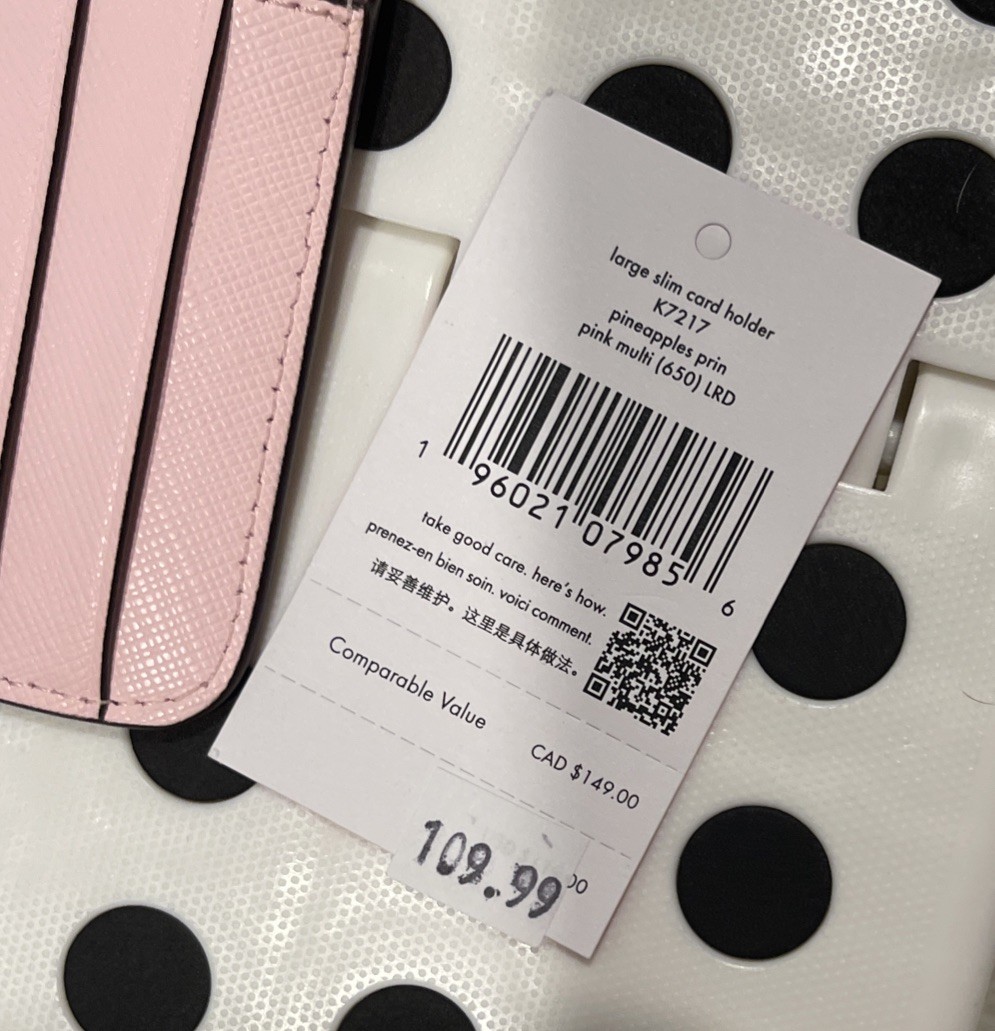 large slim card holder
K7217
pineapples prin
pink multi (650) LRD
1 96021 07985 6
take good care. here's how.
prenez-en bien soin. voici comment.
请妥善维护。这里是具体做法。
Comparable Value
CAD $149.00
109.99
00